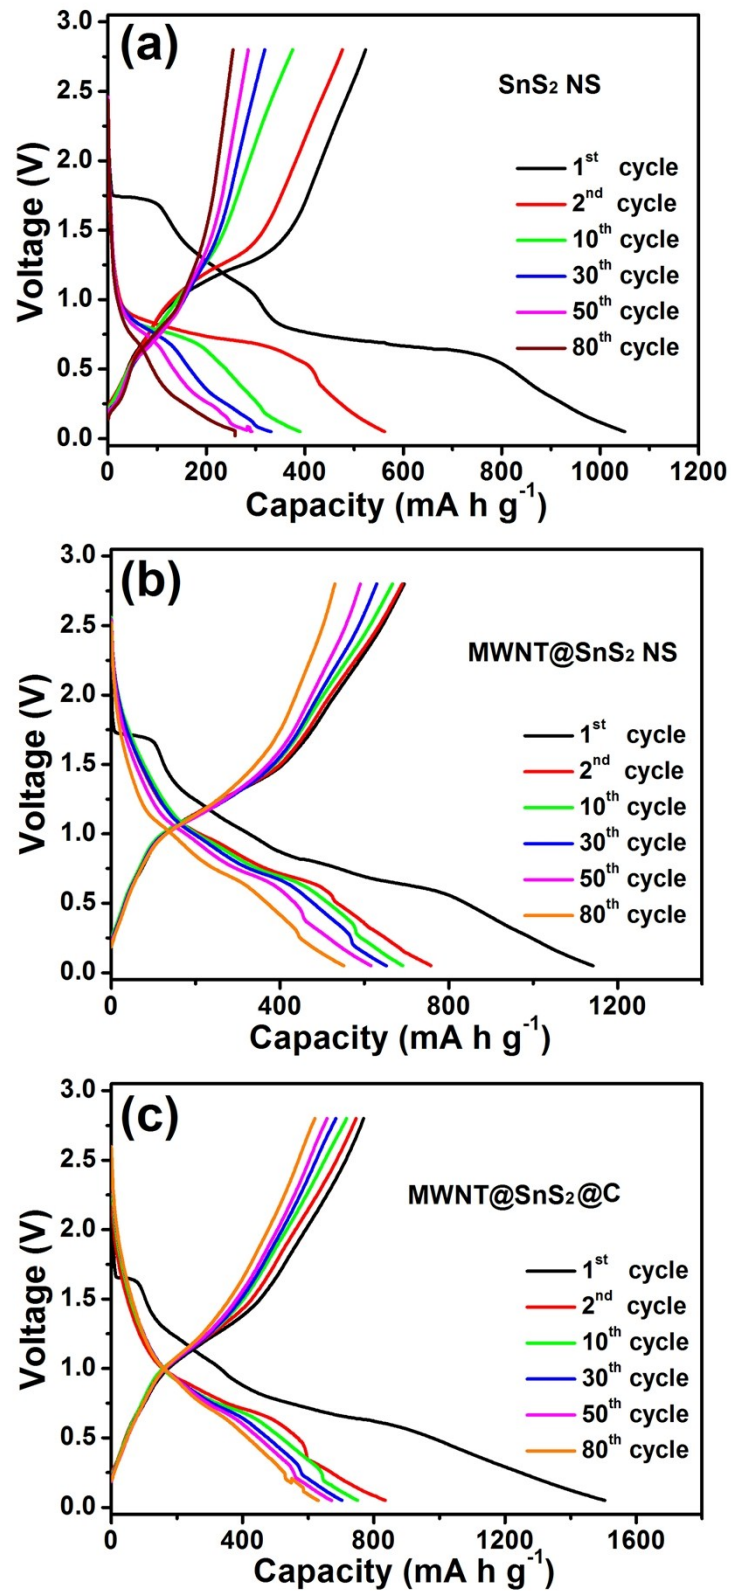 (a)
SnS₂ NS
1ˢᵗ cycle
2ⁿᵈ cycle
10ᵗʰ cycle
30ᵗʰ cycle
50ᵗʰ cycle
80ᵗʰ cycle
Voltage (V)
3.0
2.5
2.0
1.5
1.0
0.5
0.0
0 200 400 600 800 1000 1200
Capacity (mA h g⁻¹)
(b)
MWNT@SnS₂ NS
1ˢᵗ cycle
2ⁿᵈ cycle
10ᵗʰ cycle
30ᵗʰ cycle
50ᵗʰ cycle
80ᵗʰ cycle
Voltage (V)
3.0
2.5
2.0
1.5
1.0
0.5
0.0
0 400 800 1200
Capacity (mA h g⁻¹)
(c)
MWNT@SnS₂@C
1ˢᵗ cycle
2ⁿᵈ cycle
10ᵗʰ cycle
30ᵗʰ cycle
50ᵗʰ cycle
80ᵗʰ cycle
Voltage (V)
3.0
2.5
2.0
1.5
1.0
0.5
0.0
0 400 800 1200 1600
Capacity (mA h g⁻¹)